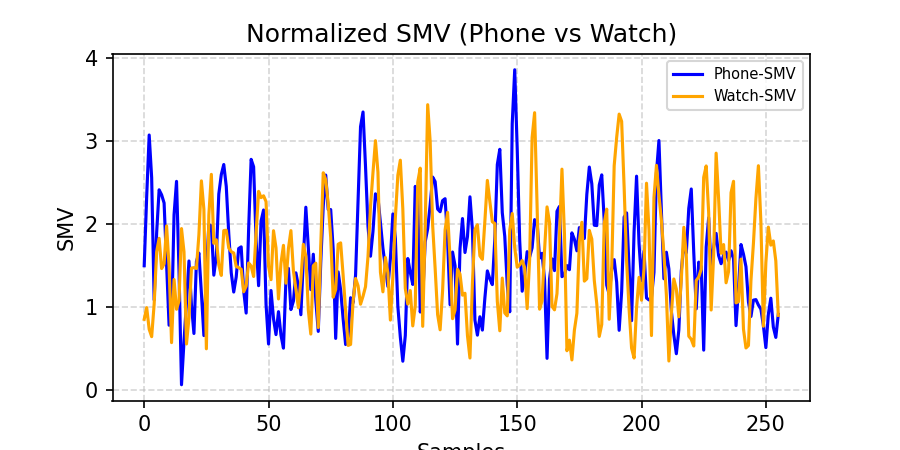 Normalized SMV (Phone vs Watch)
Phone-SMV
Watch-SMV
SMV
4
3
2
1
0
0 50 100 150 200 250
Samples